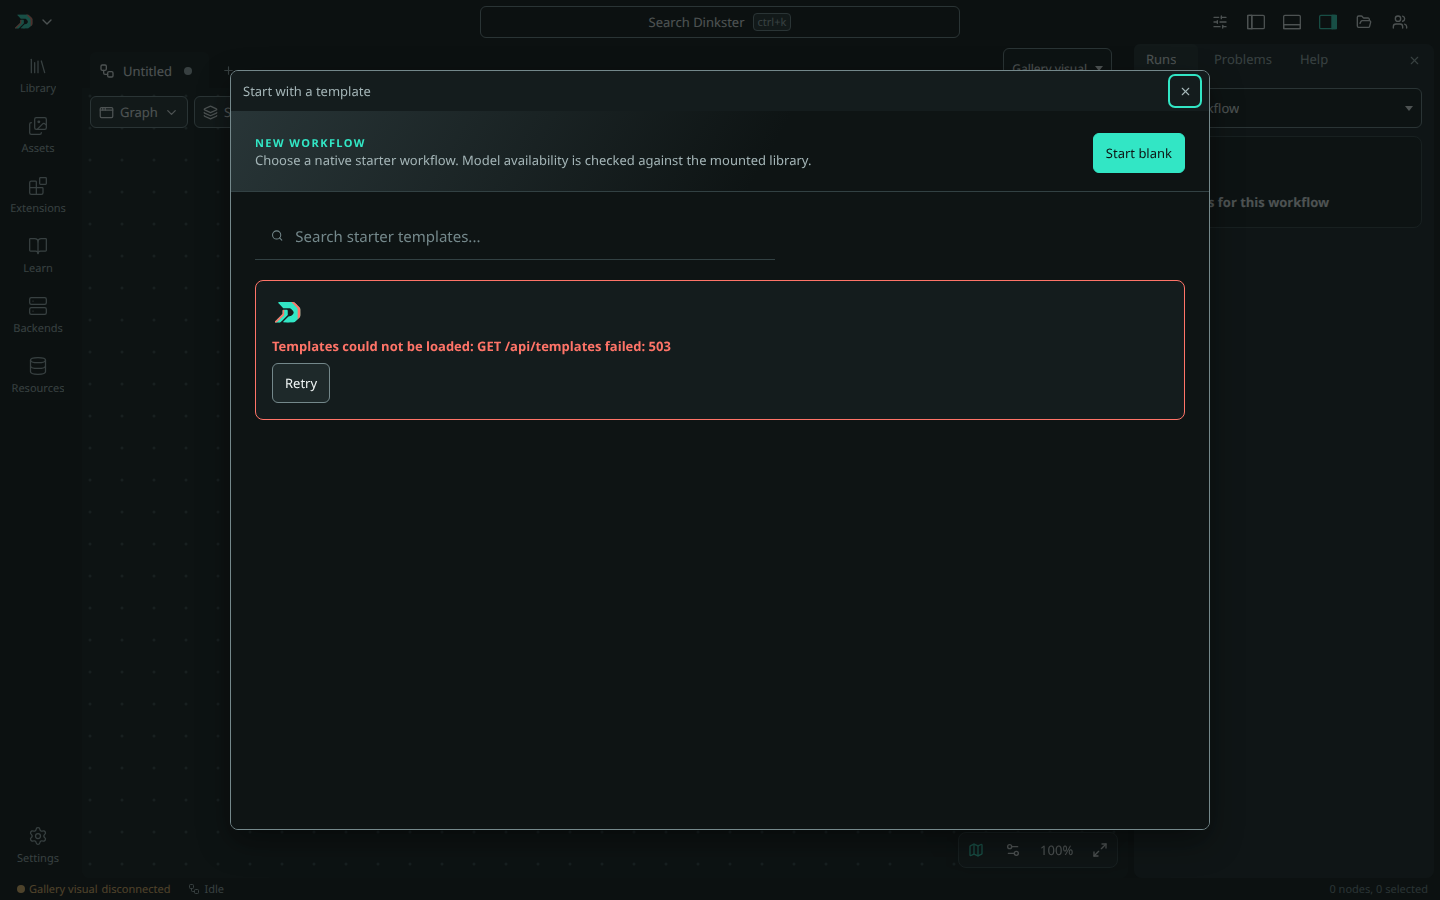 Search Dinkster ctrl+k
Library
Assets
Extensions
Learn
Backends
Resources
Settings
Untitled
Graph
Gallery visual
Runs
Problems
Help
Start with a template
NEW WORKFLOW
Choose a native starter workflow. Model availability is checked against the mounted library.
Start blank
Search starter templates...
Templates could not be loaded: GET /api/templates failed: 503
Retry
for this workflow
100%
Gallery visual disconnected
Idle
0 nodes, 0 selected